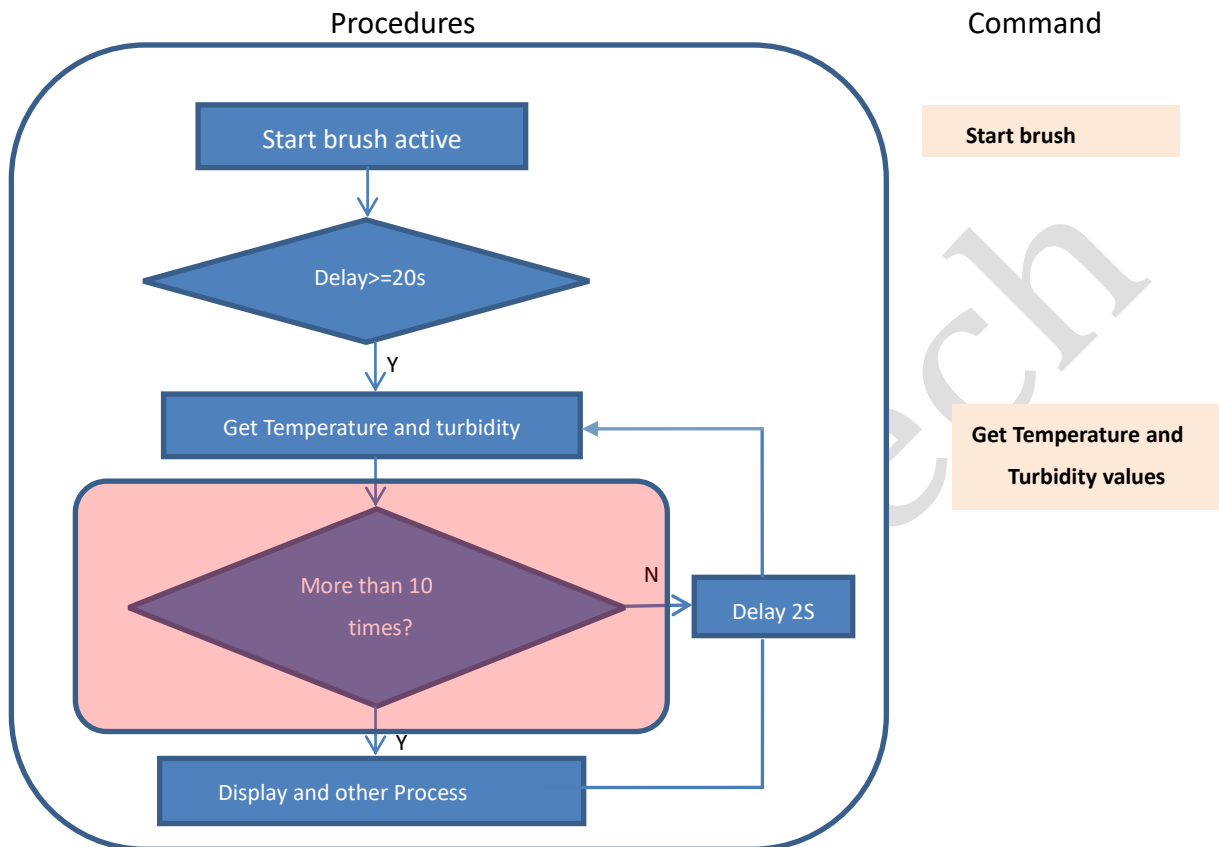 Procedures
Command
Start brush active
Start brush
Delay>=20s
Y
Get Temperature and turbidity
Get Temperature and
Turbidity values
More than 10
times?
N
Delay 2S
Y
Display and other Process
ech